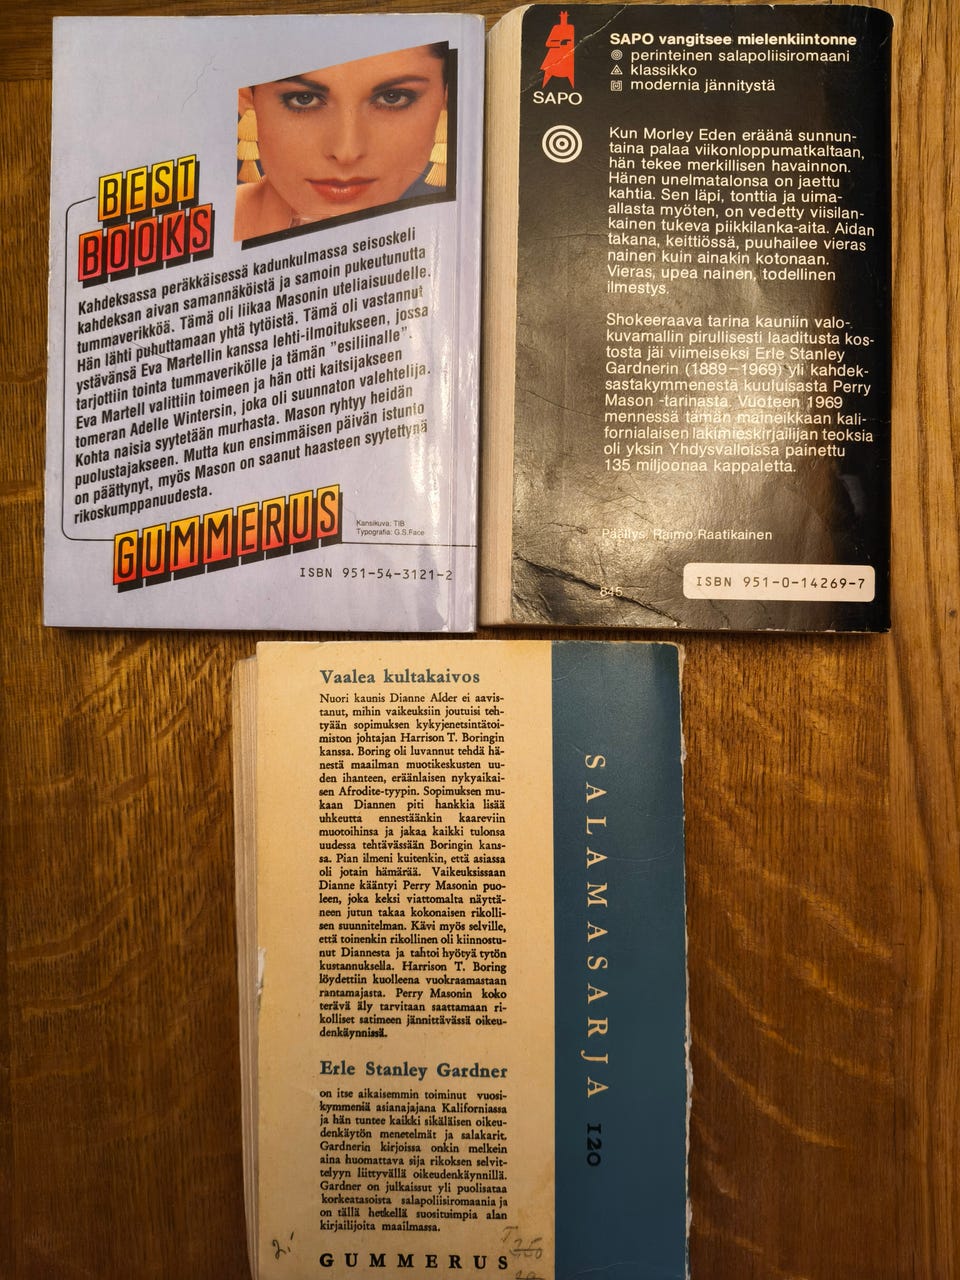 BEST
BOOKS
Kahdeksassa peräkkäisessä kadunkulmassa seisoskeli
kahdeksan aivan samannäköistä ja samoin pukeutunutta
tummaverikköä. Tämä oli liikaa Masonin uteliaisuudelle.
Hän lähti puhuttamaan yhtä tytöistä. Tämä oli vastannut
ystävänsä Eva Martellin kanssa lehti-ilmoitukseen, jossa
tarjottiin tointa tummaverikölle ja tämän "esiliinalle".
Eva Martell valittiin toimeen ja hän otti kaitsijakseen
tomeran Adelle Wintersin, joka oli suunnaton valehtelija.
Kohta naisia syytetään murhasta. Mason ryhtyy heidän
puolustajakseen. Mutta kun ensimmäisen päivän istunto
on päättynyt, myös Mason on saanut haasteen syytettynä
rikoskumppanuudesta.
GUMMERUS
Kansikuva: TIB
Typografia: G.S.Face
ISBN 951-54-3121-2
SAPO
SAPO vangitsee mielenkiintonne
perinteinen salapoliisiromaani
klassikko
modernia jännitystä
Kun Morley Eden eräänä sunnun-
taina palaa viikonloppumatkaltaan,
hän tekee merkillisen havainnon.
Hänen unelmatalonsa on jaettu
kahtia. Sen läpi, tonttia ja uima-
allasta myöten, on vedetty viisilan-
kainen tukeva piikkilanka-aita. Aidan
takana, keittiössä, puuhailee vieras
nainen kuin ainakin kotonaan.
Vieras, upea nainen, todellinen
ilmestys.
Shokeeraava tarina kauniin valo-
kuvamallin pirullisesti laaditusta kos-
tosta jäi viimeiseksi Erle Stanley
Gardnerin (1889–1969) yli kahdek-
sastakymmenestä kuuluisasta Perry
Mason -tarinasta. Vuoteen 1969
mennessä tämän maineikkaan kali-
fornialaisen lakimieskirjailijan teoksia
oli yksin Yhdysvalloissa painettu
135 miljoonaa kappaletta.
Päällys: Raimo Raatikainen
845
ISBN 951-0-14269-7
Vaalea kultakaivos
Nuori kaunis Dianne Alder ei aavis-
tanut, mihin vaikeuksiin joutuisi teh-
tyään sopimuksen kykyjenetsintätoi-
miston johtajan Harrison T. Boringin
kanssa. Boring oli luvannut tehdä hä-
nestä maailman muotikeskusten uu-
den ihanteen, eräänlaisen nykyaikai-
sen Afrodite-tyypin. Sopimuksen mu-
kaan Diannen piti hankkia lisää
uhkeutta ennestäänkin kaareviin
muotoihinsa ja jakaa kaikki tulonsa
uudessa tehtävässään Boringin kans-
sa. Pian ilmeni kuitenkin, että asiassa
oli jotain hämärää. Vaikeuksissaan
Dianne kääntyi Perry Masonin puo-
leen, joka keksi viattomalta näyttä-
neen jutun takaa kokonaisen rikolli-
sen suunnitelman. Kävi myös selville,
että toinenkin rikollinen oli kiinnostu-
nut Diannesta ja tahtoi hyötyä tytön
kustannuksella. Harrison T. Boring
löydettiin kuolleena vuokraamastaan
rantamajasta. Perry Masonin koko
terävä äly tarvitaan saattamaan ri-
kolliset satimeen jännittävässä oikeu-
denkäynnissä.
Erle Stanley Gardner
on itse aikaisemmin toiminut vuosi-
kymmeniä asianajajana Kaliforniassa
ja hän tuntee kaikki sikäläisen oikeu-
denkäytön menetelmät ja salakarit.
Gardnerin kirjoissa onkin melkein
aina huomattava sija rikoksen selvit-
telyyn liittyvällä oikeudenkäynnillä.
Gardner on julkaissut yli puolisataa
korkeatasoista salapoliisiromaania ja
on tällä hetkellä suosituimpia alan
kirjailijoita maailmassa.
GUMMERUS
SALAMASARJA 120